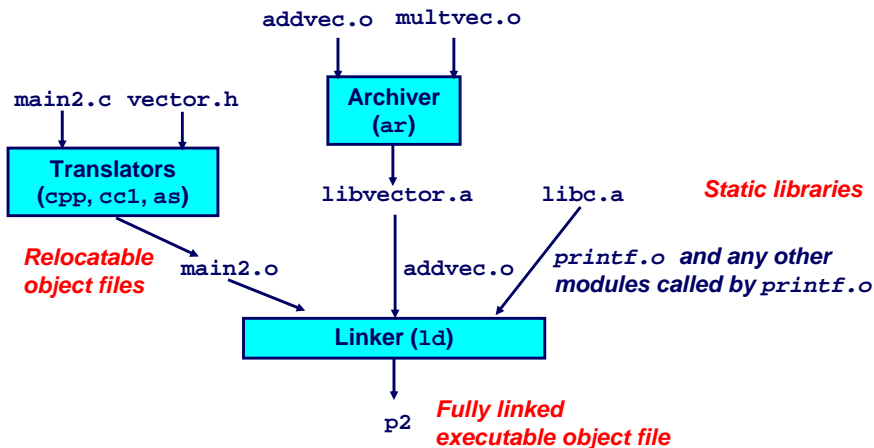 addvec.o multvec.o
main2.c vector.h
Archiver
(ar)
Translators
(cpp, cc1, as)
libvector.a
libc.a
Static libraries
Relocatable
object files
main2.o
addvec.o
printf.o and any other
modules called by printf.o
Linker (ld)
p2
Fully linked
executable object file